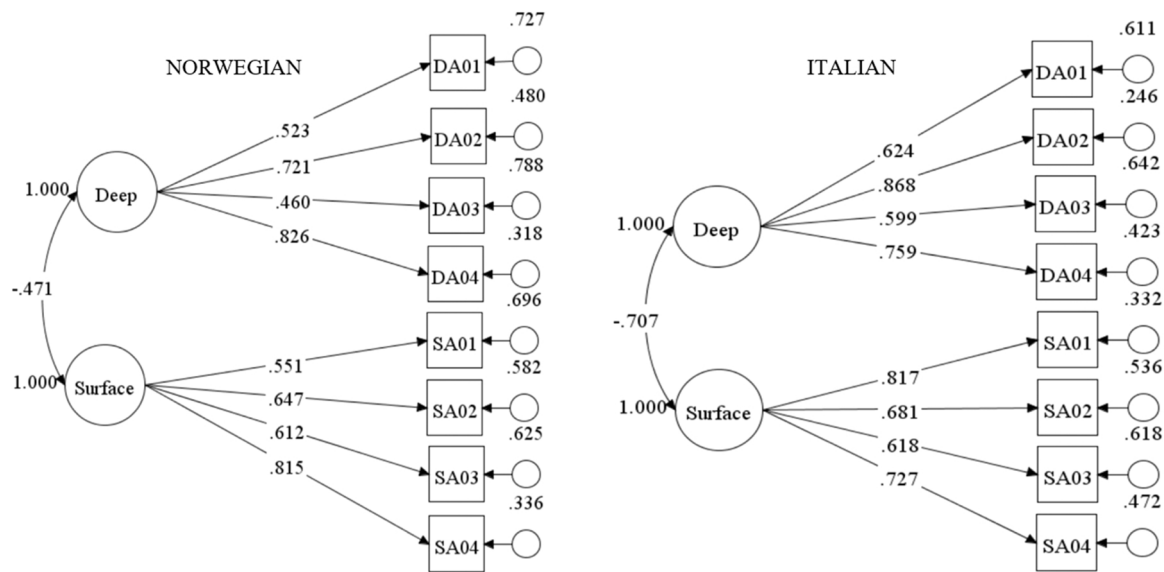 NORWEGIAN
.727
DA01
.480
.523
DA02
.721
.788
1.000
Deep
.460
DA03
.826
.318
DA04
-.471
.696
SA01
.551
.582
1.000
Surface
.647
SA02
.612
.625
.815
SA03
.336
SA04
ITALIAN
.611
DA01
.246
.624
DA02
.868
.642
1.000
Deep
.599
DA03
.759
.423
DA04
-.707
.332
SA01
.817
.536
1.000
Surface
.681
SA02
.618
.618
.727
SA03
.472
SA04